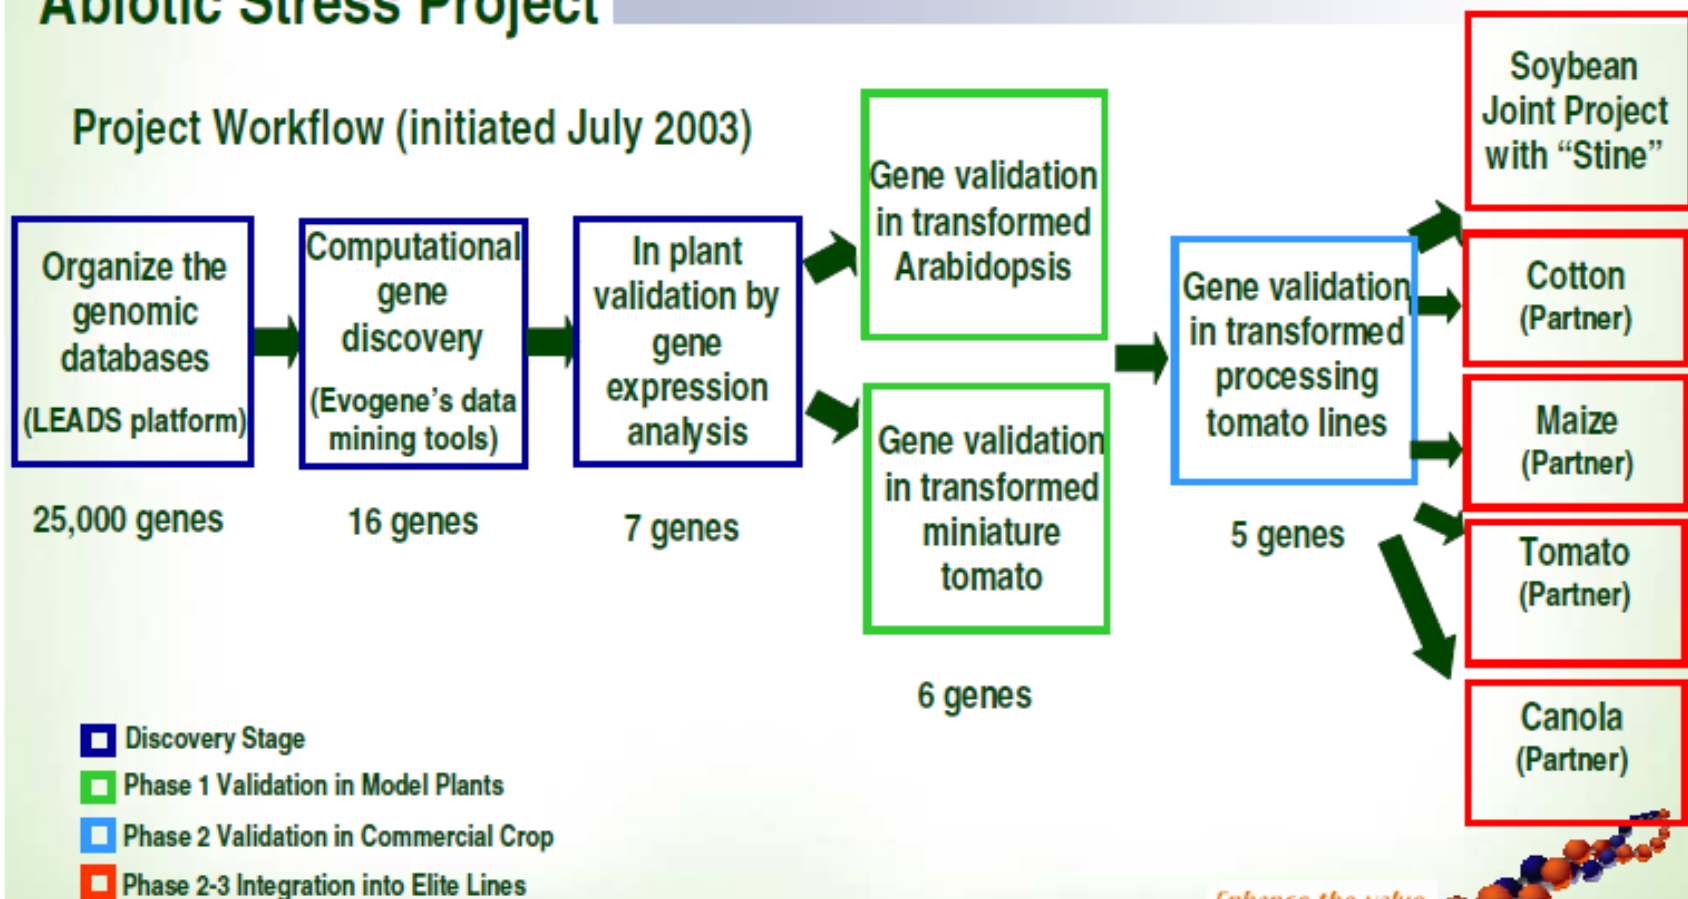 Abiotic Stress Project
Project Workflow (initiated July 2003)
Organize the
genomic
databases
(LEADS platform)
25,000 genes
Computational
gene
discovery
(Evogene's data
mining tools)
16 genes
In plant
validation by
gene
expression
analysis
7 genes
Gene validation
in transformed
Arabidopsis
Gene validation
in transformed
miniature
tomato
6 genes
Gene validation
in transformed
processing
tomato lines
5 genes
Soybean
Joint Project
with “Stine”
Cotton
(Partner)
Maize
(Partner)
Tomato
(Partner)
Canola
(Partner)
Discovery Stage
Phase 1 Validation in Model Plants
Phase 2 Validation in Commercial Crop
Phase 2-3 Integration into Elite Lines
Enhance the value